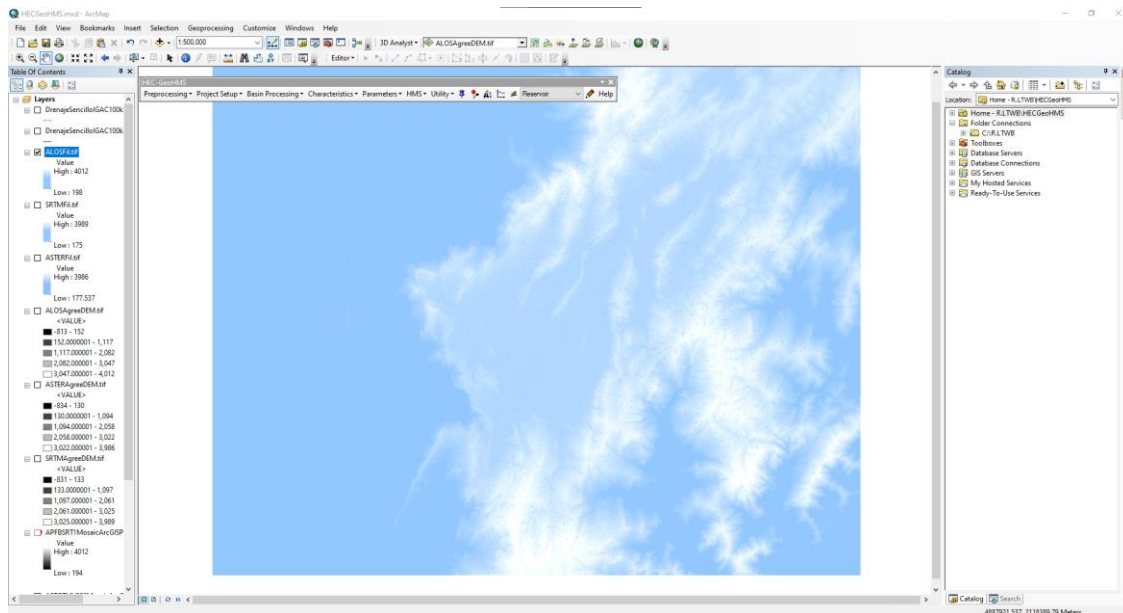 HECGeoHMS.mxd - ArcMap
File Edit View Bookmarks Insert Selection Geoprocessing Customize Windows Help
1:500.000 3D Analyst ALOSAgreeDEM.tif
Editor
Table Of Contents
Layers
DrenajeSencilloIGAC100k
DrenajeSencilloIGAC100k
ALOSFil.tif
Value
High : 4012
Low : 198
SRTMFil.tif
Value
High : 3989
Low : 175
ASTERFil.tif
Value
High : 3986
Low : 177.537
ALOSAgreeDEM.tif
<VALUE>
-813 - 152
152.0000001 - 1,117
1,117.000001 - 2,082
2,082.000001 - 3,047
3,047.000001 - 4,012
ASTERAgreeDEM.tif
<VALUE>
-834 - 130
130.0000001 - 1,094
1,094.000001 - 2,058
2,058.000001 - 3,022
3,022.000001 - 3,986
SRTMAgreeDEM.tif
<VALUE>
-831 - 133
133.0000001 - 1,097
1,097.000001 - 2,061
2,061.000001 - 3,025
3,025.000001 - 3,989
APFBSRT1MosaicArcGISP
Value
High : 4012
Low : 194
HEC-GeoHMS
Preprocessing Project Setup Basin Processing Characteristics Parameters HMS Utility Reservoir Help
Catalog
Location: Home - R.LTWB\HECGeoHMS
Home - R.LTWB\HECGeoHMS
Folder Connections
C:\R.LTWB
Toolboxes
Database Servers
Database Connections
GIS Servers
My Hosted Services
Ready-To-Use Services
Catalog Search
4887921,537 2118389,79 Meters